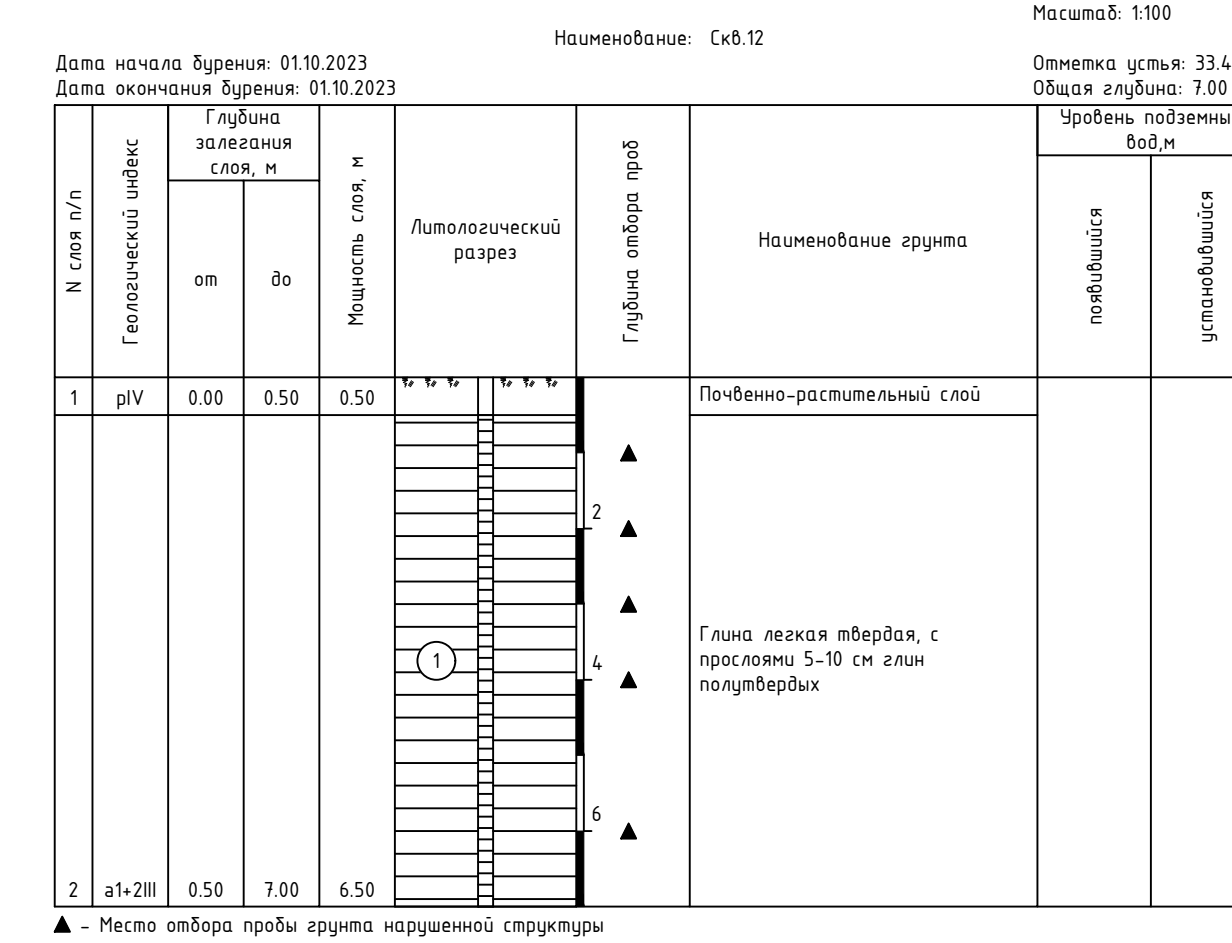 Масштаб: 1:100
Наименование: Скв.12
Дата начала бурения: 01.10.2023
Отметка устья: 33.4
Дата окончания бурения: 01.10.2023
Общая глубина: 7.00
N слоя п/п
Геологический индекс
Глубина
залегания
слоя, м
от
до
Мощность слоя, м
Литологический
разрез
Глубина отбора проб
Наименование грунта
Уровень подземны
вод,м
появившийся
установившийся
1 pIV 0.00 0.50 0.50 Почвенно-растительный слой
2
4
6
1
Глина легкая твердая, с
прослоями 5-10 см глин
полутвердых
2 a1+2III 0.50 7.00 6.50
▲ - Место отбора пробы грунта нарушенной структуры